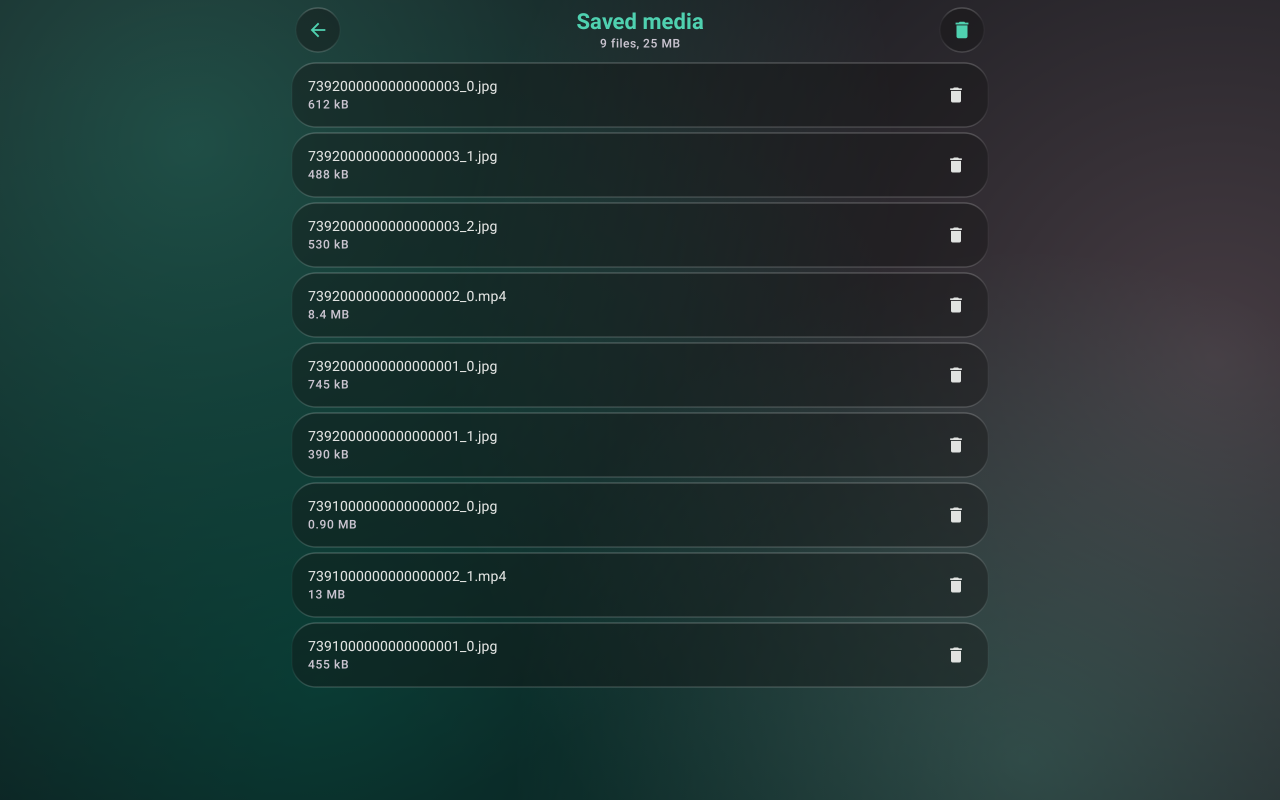 Saved media
9 files, 25 MB
7392000000000000003_0.jpg
612 kB
7392000000000000003_1.jpg
488 kB
7392000000000000003_2.jpg
530 kB
7392000000000000002_0.mp4
8.4 MB
7392000000000000001_0.jpg
745 kB
7392000000000000001_1.jpg
390 kB
7391000000000000002_0.jpg
0.90 MB
7391000000000000002_1.mp4
13 MB
7391000000000000001_0.jpg
455 kB